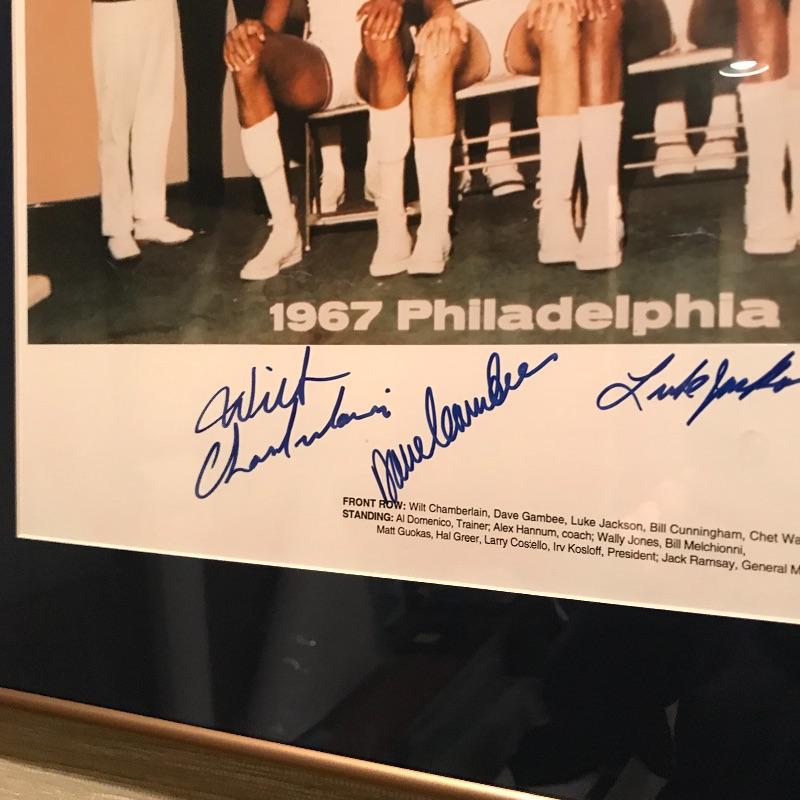 1967 Philadelphia
Wilt Chamberlain
Dave Gambee
Luke Jackson
FRONT ROW: Wilt Chamberlain, Dave Gambee, Luke Jackson, Bill Cunningham, Chet Wa
STANDING: Al Domenico, Trainer; Alex Hannum, coach; Wally Jones, Bill Melchionni,
Matt Guokas, Hal Greer, Larry Costello, Irv Kosloff, President; Jack Ramsay, General M